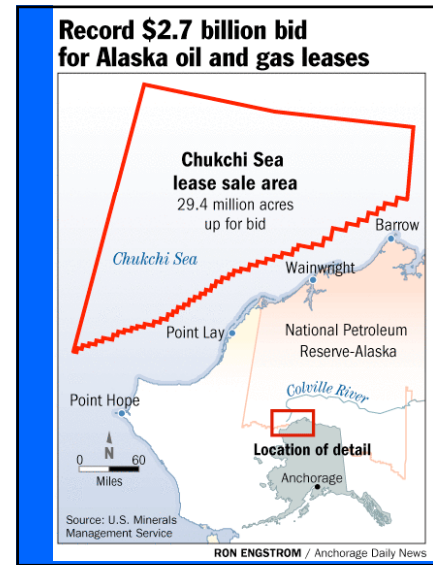 Record $2.7 billion bid
for Alaska oil and gas leases
Chukchi Sea
lease sale area
29.4 million acres
up for bid
Barrow
Chukchi Sea
Wainwright
Point Lay
National Petroleum
Reserve-Alaska
Colville River
Point Hope
N
0 60
Miles
Location of detail
Anchorage
Source: U.S. Minerals
Management Service
RON ENGSTROM / Anchorage Daily News